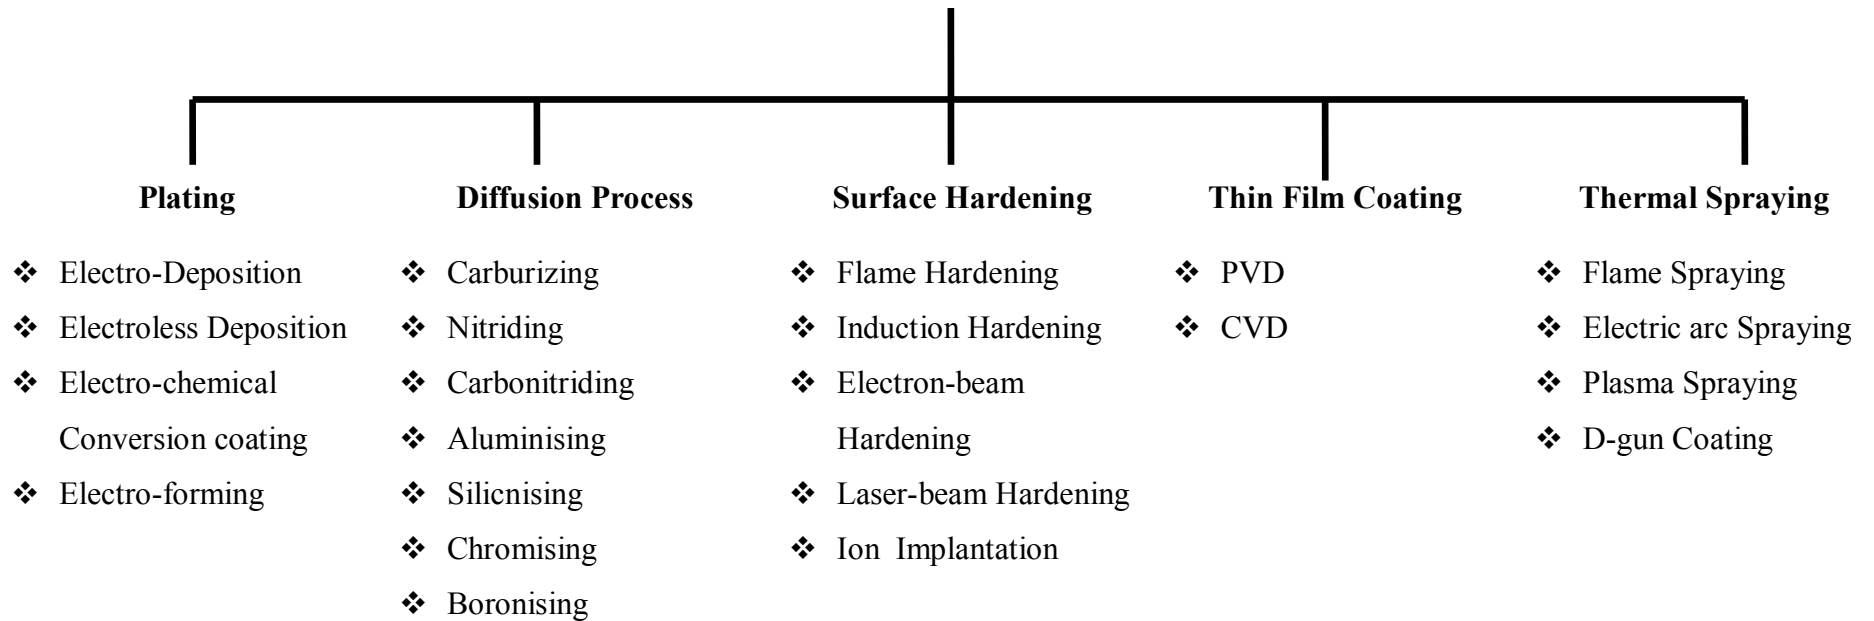 Plating
Electro-Deposition
Electroless Deposition
Electro-chemical
Conversion coating
Electro-forming
Diffusion Process
Carburizing
Nitriding
Carbonitriding
Aluminising
Silicnising
Chromising
Boronising
Surface Hardening
Flame Hardening
Induction Hardening
Electron-beam
Hardening
Laser-beam Hardening
Ion Implantation
Thin Film Coating
PVD
CVD
Thermal Spraying
Flame Spraying
Electric arc Spraying
Plasma Spraying
D-gun Coating